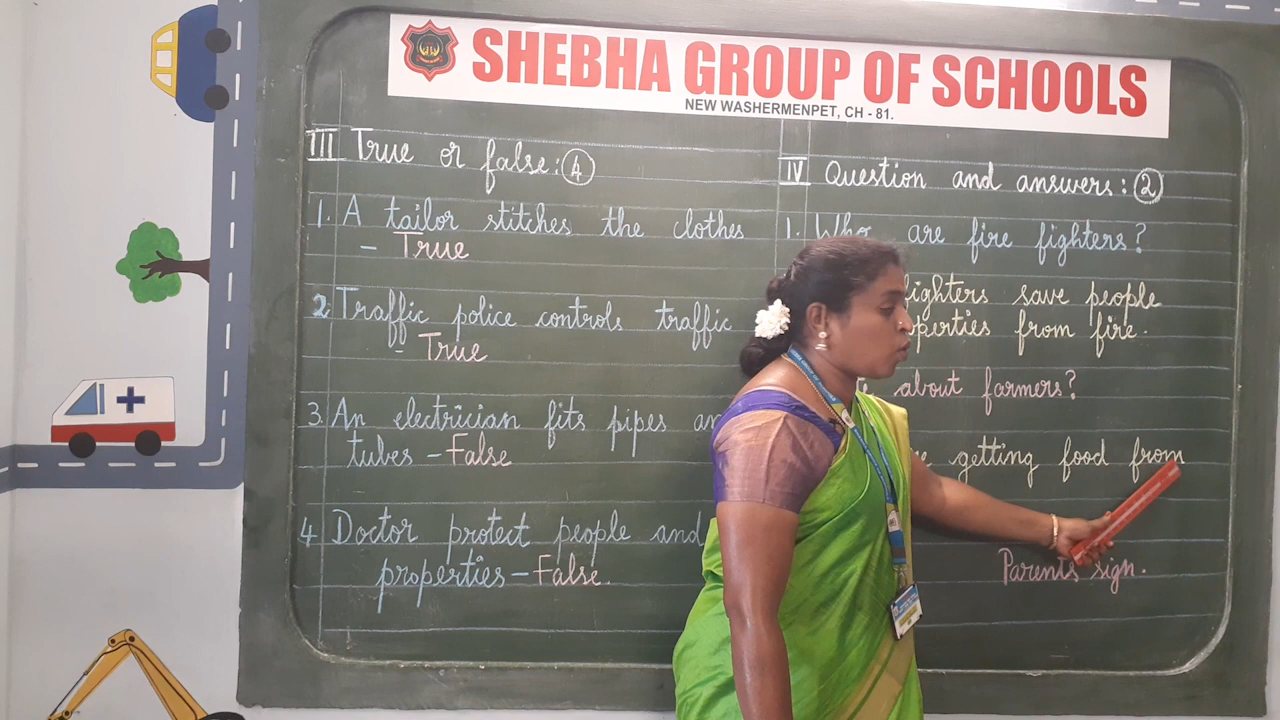 SHEBHA GROUP OF SCHOOLS
NEW WASHERMENPET, CH - 81.
III True or false: 4
1. A tailor stitches the clothes
- True
2 Traffic police controls traffic
- True
3. An electrician fits pipes
tubes - False
4 Doctor protect people and
properties - False.
IV Question and answers: 2
1. Who are fire fighters?
save people
from fire.
about farmers?
getting food from
Parents sign.